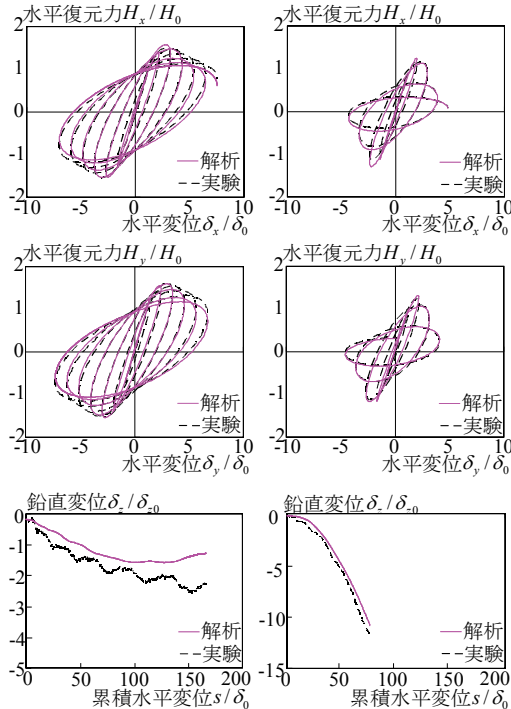 水平復元力Hx/H0
2
1
0
-1
-2
解析
実験
-10 -5 0 5 10
水平変位δx/δ0
水平復元力Hx/H0
2
1
0
-1
-2
解析
実験
-10 -5 0 5 10
水平変位δx/δ0
水平復元力Hy/H0
2
1
0
-1
-2
解析
実験
-10 -5 0 5 10
水平変位δy/δ0
水平復元力Hy/H0
2
1
0
-1
-2
解析
実験
-10 -5 0 5 10
水平変位δy/δ0
鉛直変位δz/δz0
0
-1
-2
-3
-4
-5
解析
実験
0 50 100 150 200
累積水平変位s/δ0
鉛直変位δz/δz0
0
-5
-10
-15
解析
実験
0 50 100 150 200
累積水平変位s/δ0